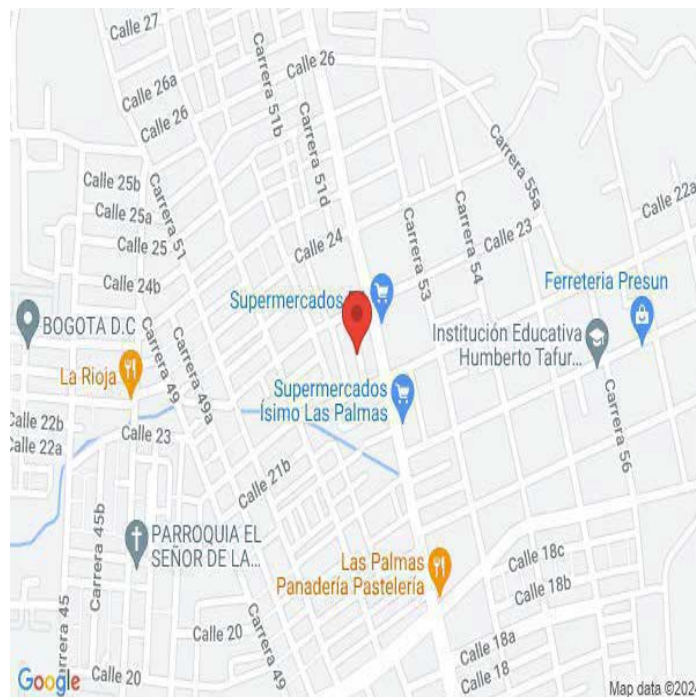 Calle 27
Calle 26
Calle 26a
Carrera 51b
Calle 26
Carrera 51d
Carrera 55a
Calle 25b
Carrera 51
Calle 22a
Calle 25a
Carrera 53
Carrera 54
Calle 25
Calle 24
Calle 23
Calle 24b
Ferreteria Presun
Supermercados
BOGOTA D.C
Institución Educativa
Humberto Tafur...
La Rioja
Carrera 49
Carrera 49a
Supermercados
Ísimo Las Palmas
Calle 22b
Calle 23
Calle 22a
Carrera 56
Calle 21b
Carrera 45b
PARROQUIA EL
SEÑOR DE LA...
Las Palmas
Panadería Pastelería
Calle 18c
Carrera 45
Calle 18b
Calle 20
Carrera 49
Calle 18a
Calle 20
Calle 18
Google
Map data ©202